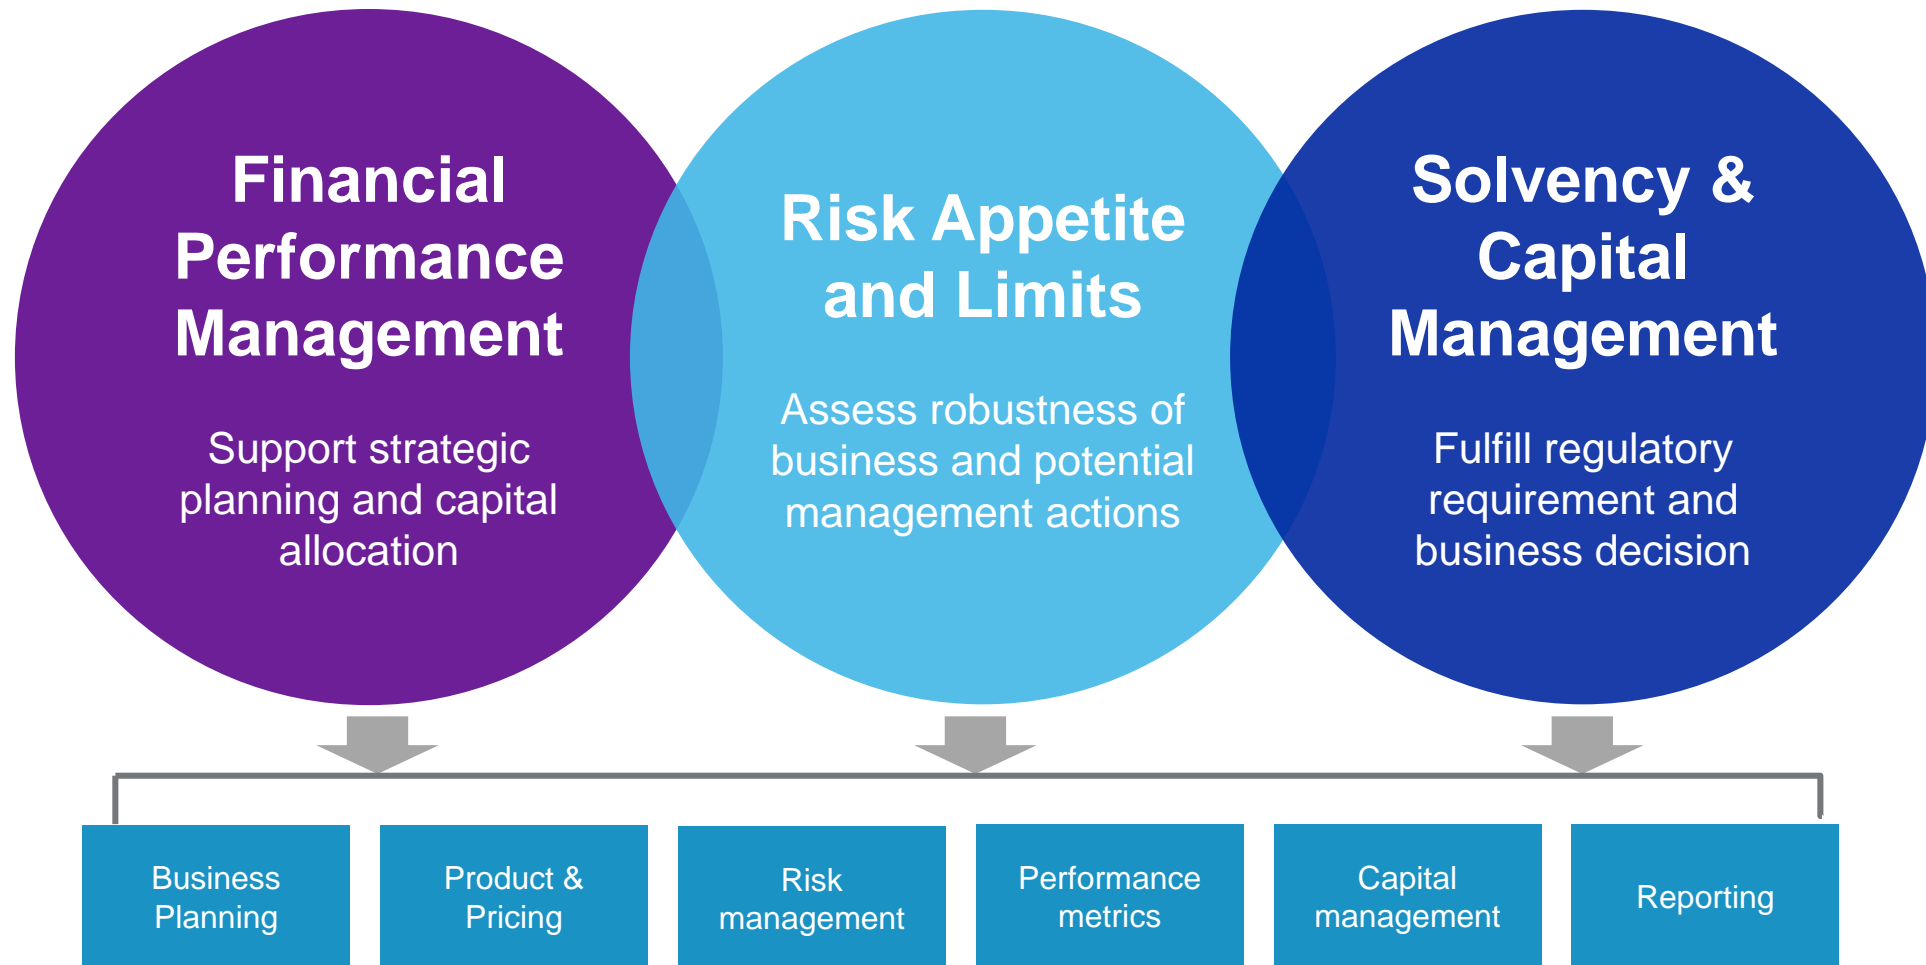 Financial
Performance
Management
Support strategic
planning and capital
allocation
Risk Appetite
and Limits
Assess robustness of
business and potential
management actions
Solvency &
Capital
Management
Fulfill regulatory
requirement and
business decision
Business
Planning
Product &
Pricing
Risk
management
Performance
metrics
Capital
management
Reporting